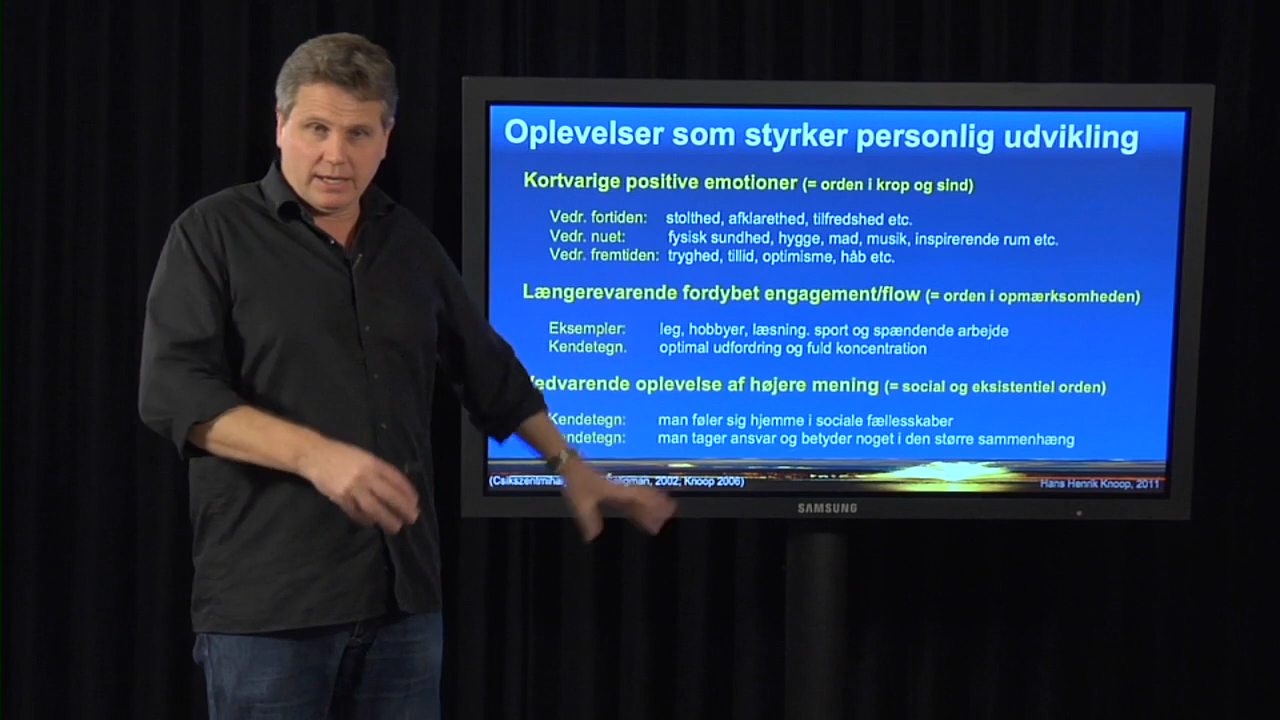 Oplevelser som styrker personlig udvikling
Kortvarige positive emotioner (= orden i krop og sind)
Vedr. fortiden: stolthed, afklarethed, tilfredshed etc.
Vedr. nuet: fysisk sundhed, hygge, mad, musik, inspirerende rum etc.
Vedr. fremtiden: tryghed, tillid, optimisme, håb etc.
Længerevarende fordybet engagement/flow (= orden i opmærksomheden)
Eksempler: leg, hobbyer, læsning. sport og spændende arbejde
Kendetegn. optimal udfordring og fuld koncentration
oplevelse af højere mening (= social og eksistentiel orden)
Kendetegn: man føler sig hjemme i sociale fællesskaber
man tager ansvar og betyder noget i den større sammenhæng
2002; Knoop 2006) Hans Henrik Knoop, 2011
SAMSUNG